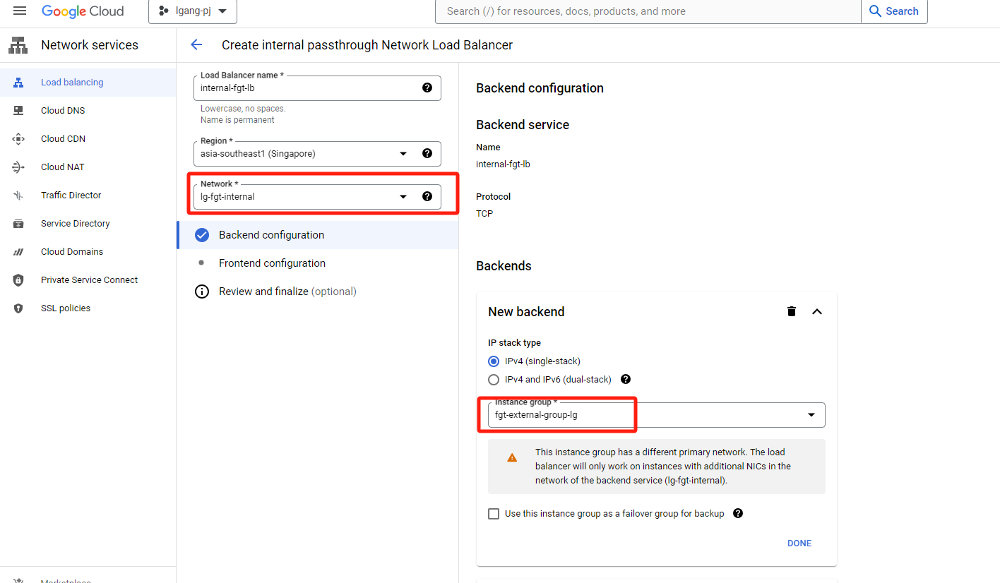 Google Cloud
lgang-pj
Search (/) for resources, docs, products, and more
Search
Network services
Create internal passthrough Network Load Balancer
Load balancing
Cloud DNS
Cloud CDN
Cloud NAT
Traffic Director
Service Directory
Cloud Domains
Private Service Connect
SSL policies
Marketplace
Load Balancer name *
internal-fgt-lb
Lowercase, no spaces.
Name is permanent
Region *
asia-southeast1 (Singapore)
Network *
lg-fgt-internal
Backend configuration
Frontend configuration
Review and finalize (optional)
Backend configuration
Backend service
Name
internal-fgt-lb
Protocol
TCP
Backends
New backend
IP stack type
IPv4 (single-stack)
IPv4 and IPv6 (dual-stack)
Instance group *
fgt-external-group-lg
This instance group has a different primary network. The load
balancer will only work on instances with additional NICs in the
network of the backend service (lg-fgt-internal).
Use this instance group as a failover group for backup
DONE